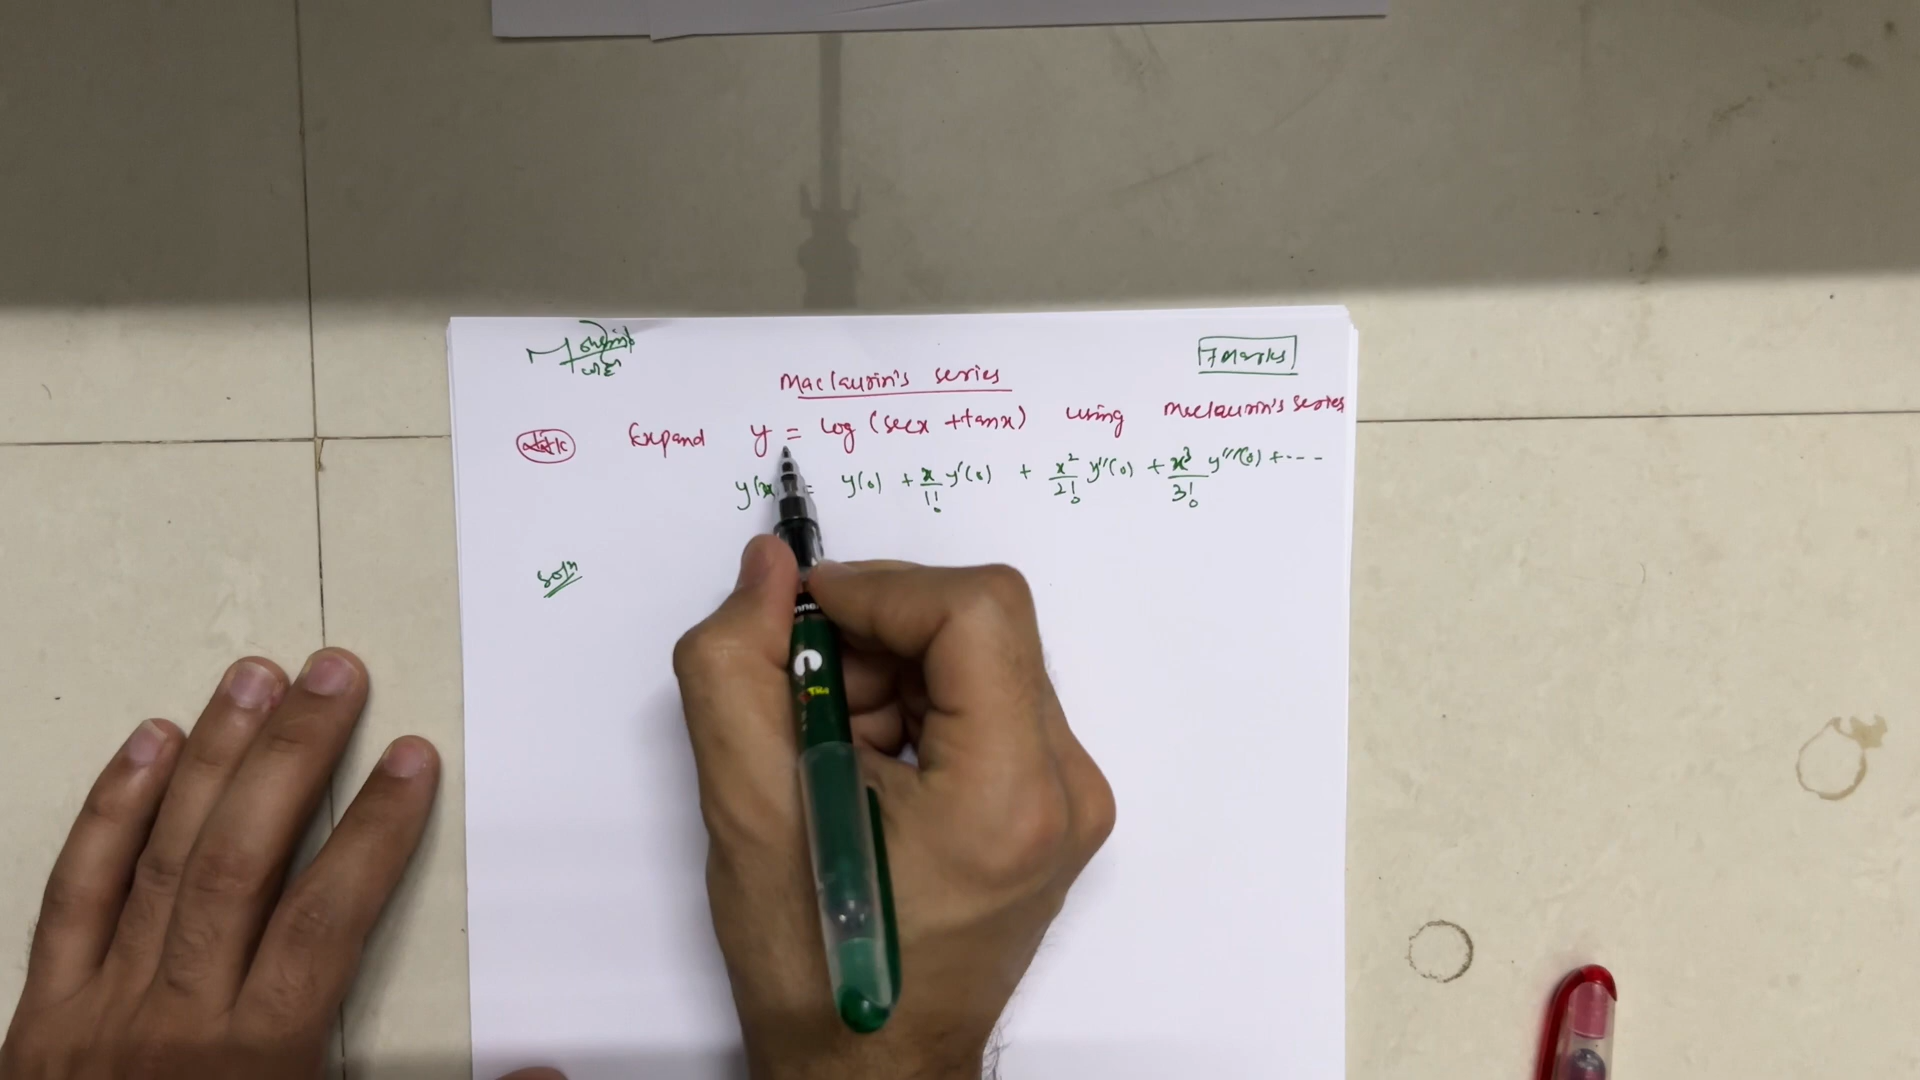 7 Marks
Maclaurin's series
Expand y = log (secx + tanx) using Maclaurin's series
y(x) = y(0) + x/1! y'(0) + x²/2! y''(0) + x³/3! y'''(0) + ----
Solⁿ